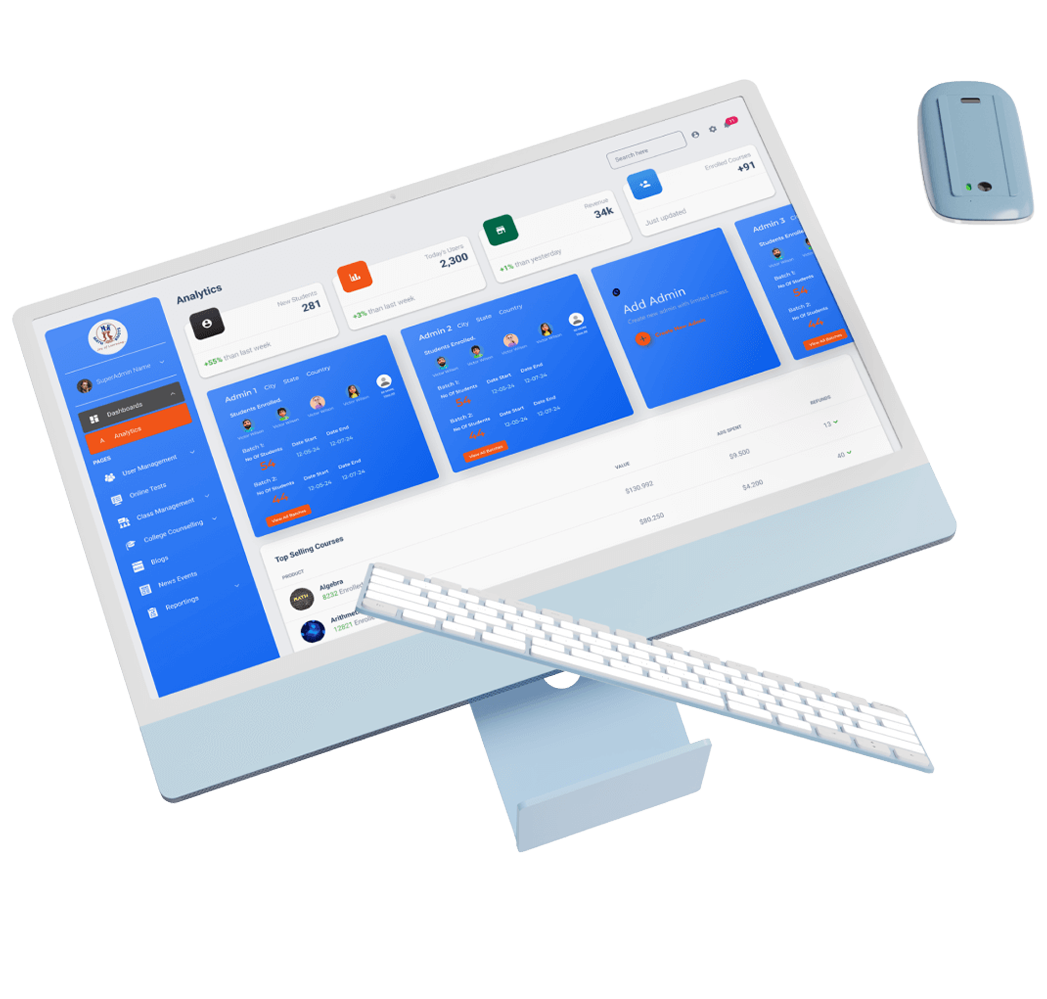 Search here
11
Analytics
New Students
281
+55% than last week
Today's Users
2,300
+3% than last week
Revenue
34k
+1% than yesterday
Enrolled Courses
+91
Just updated
SuperAdmin Name
Dashboards
A Analytics
PAGES
User Management
Online Tests
Class Management
College Counselling
Blogs
News Events
Reportings
Admin 1 City State Country
Students Enrolled.
Batch 1:
No Of Students Date Start Date End
54 12-05-24 12-07-24
Batch 2:
No Of Students Date Start Date End
44 12-05-24 12-07-24
View All Batches
Admin 2 City State Country
Students Enrolled.
Batch 1:
No Of Students Date Start Date End
54 12-05-24 12-07-24
Batch 2:
No Of Students Date Start Date End
44 12-05-24 12-07-24
View All Batches
Add Admin
Create new admin with limited access
Admin 3 Cit
Students Enrolle
Batch 1:
No Of Students
54
Batch 2:
No Of Students
44
View All Batches
Top Selling Courses
PRODUCT VALUE ADS SPENT REFUNDS
MATH
Algebra
8232 Enrolled
$130.992 $9.500 13
Arithme
12821 Enrol
$80.250 $4.200 40